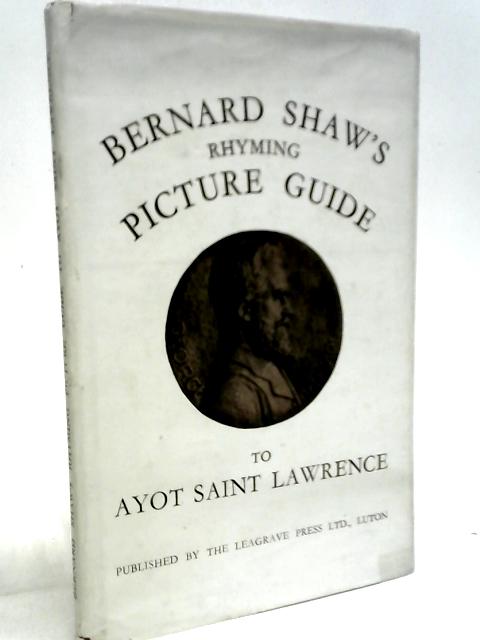 BERNARD SHAW'S
RHYMING
PICTURE GUIDE
TO
AYOT SAINT LAWRENCE
PUBLISHED BY THE LEAGRAVE PRESS LTD., LUTON